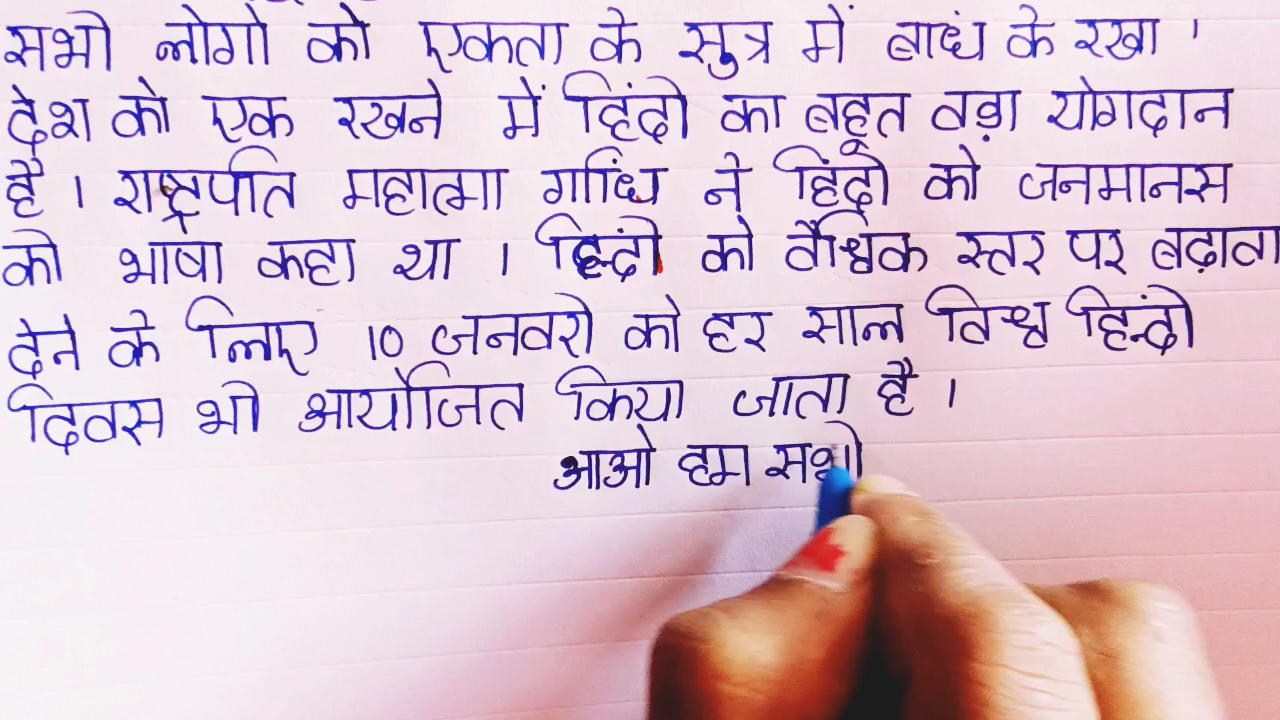 सभी लोगो को एकता के सुत्र में बाधं के रखा ।
देश को एक रखने में हिंदी का बहुत बड़ा योगदान
है । राष्ट्रपति महात्मा गांधि ने हिंदी को जनमानस
की भाषा कहा था । हिन्दी को वैश्विक स्तर पर बढ़ावा
देने के लिए 10 जनवरी को हर साल विश्व हिन्दी
दिवस भी आयोजित किया जाता है ।
आओ हम सभी